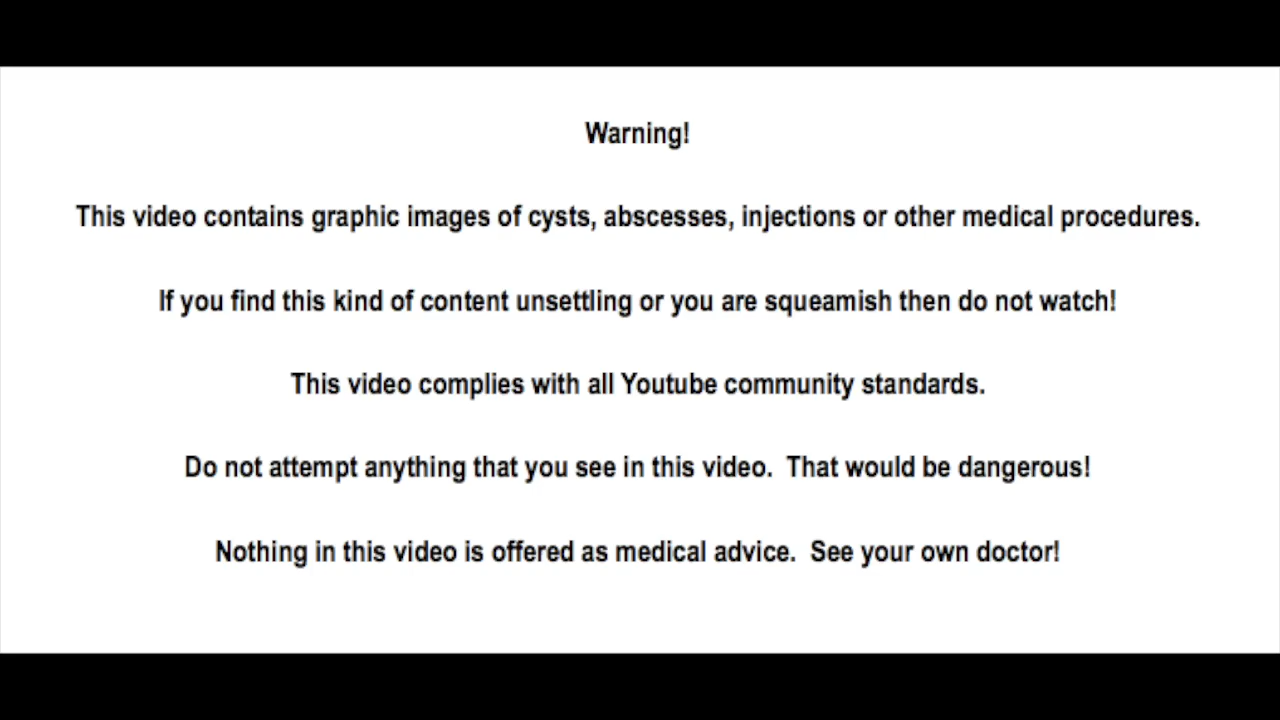 Warning!
This video contains graphic images of cysts, abscesses, injections or other medical procedures.
If you find this kind of content unsettling or you are squeamish then do not watch!
This video complies with all Youtube community standards.
Do not attempt anything that you see in this video.  That would be dangerous!
Nothing in this video is offered as medical advice.  See your own doctor!